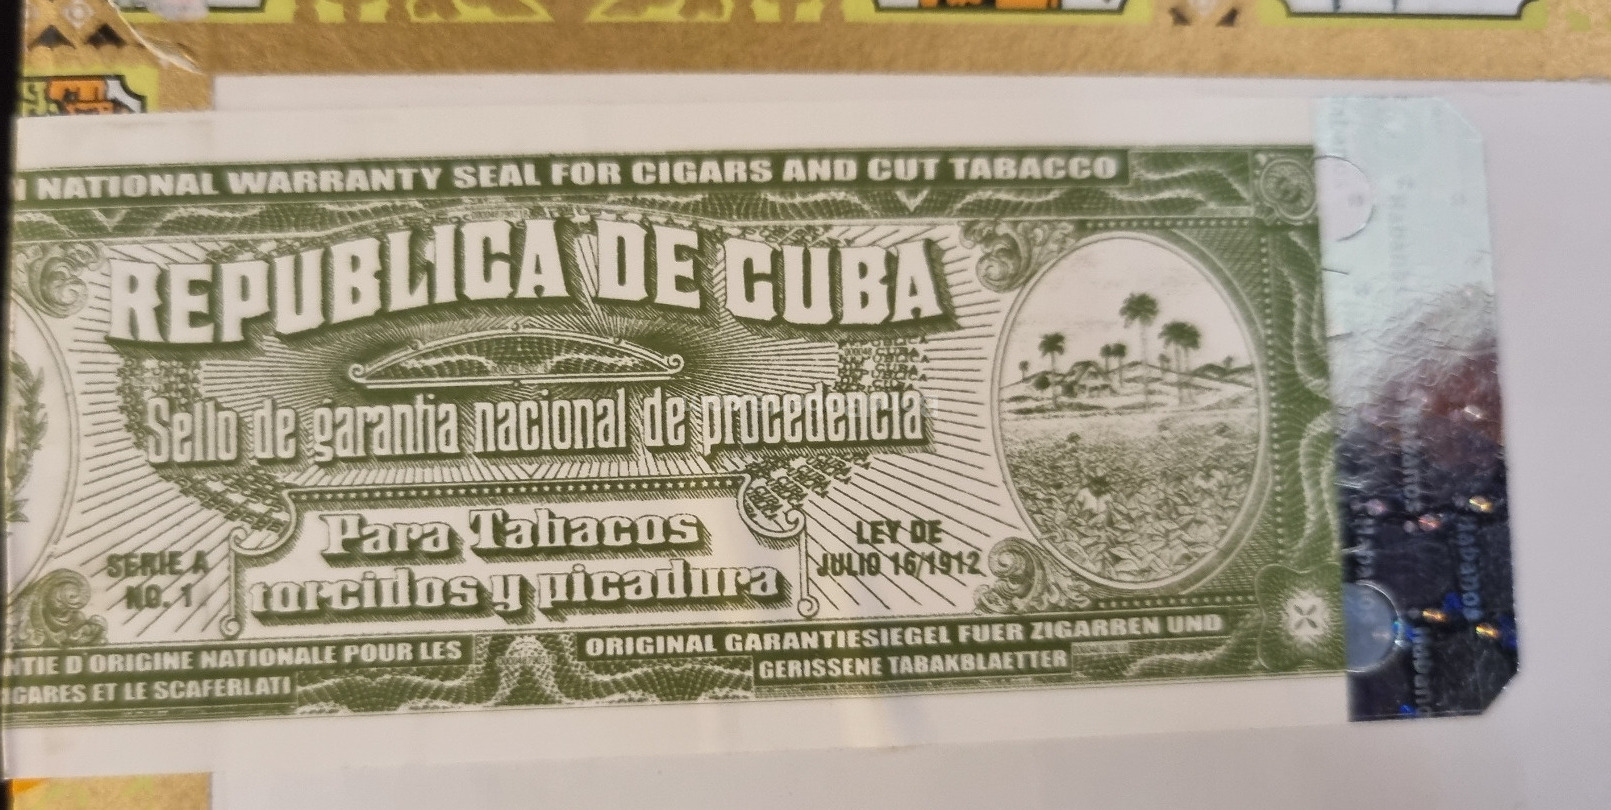 NATIONAL WARRANTY SEAL FOR CIGARS AND CUT TABACCO
REPUBLICA DE CUBA
Sello de garantia nacional de procedencia
Para Tabacos
torcidos y picadura
SERIE A
NO. 1
LEY DE
JULIO 16/1912
NTIE D'ORIGINE NATIONALE POUR LES
IGARES ET LE SCAFERLATI
ORIGINAL GARANTIESIEGEL FUER ZIGARREN UND
GERISSENE TABAKBLAETTER